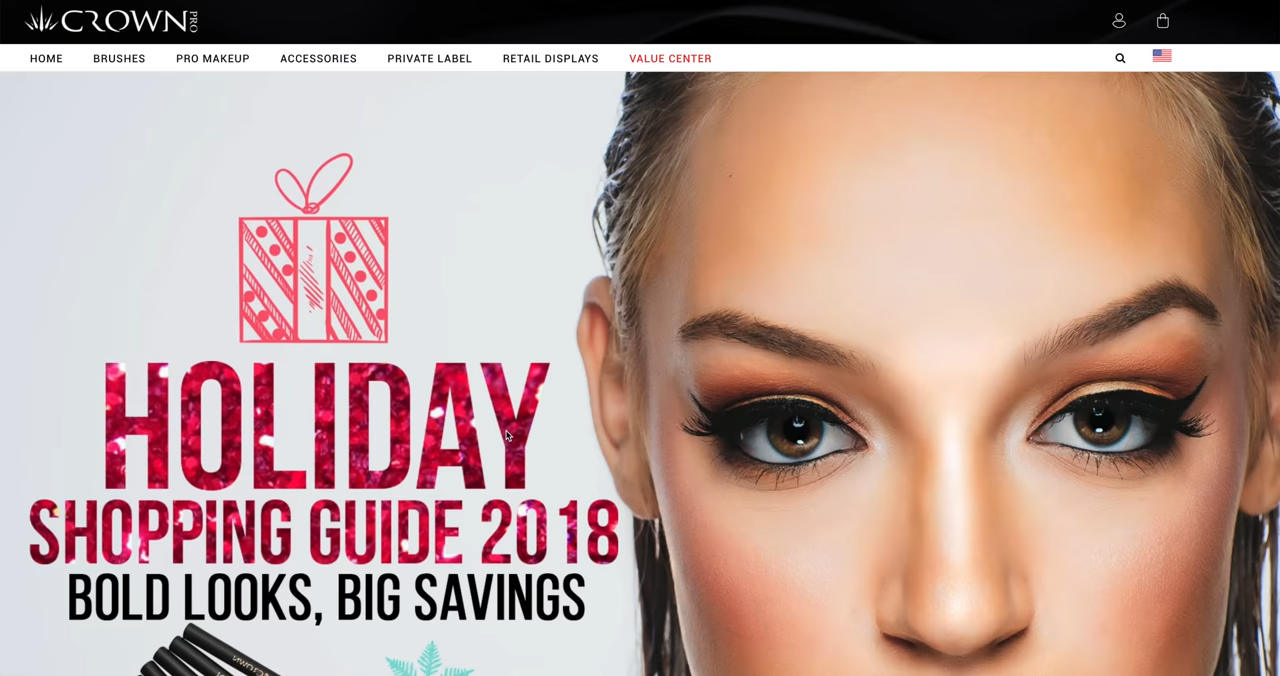 CROWN PRO
HOME BRUSHES PRO MAKEUP ACCESSORIES PRIVATE LABEL RETAIL DISPLAYS VALUE CENTER
HOLIDAY
SHOPPING GUIDE 2018
BOLD LOOKS, BIG SAVINGS
CROWN